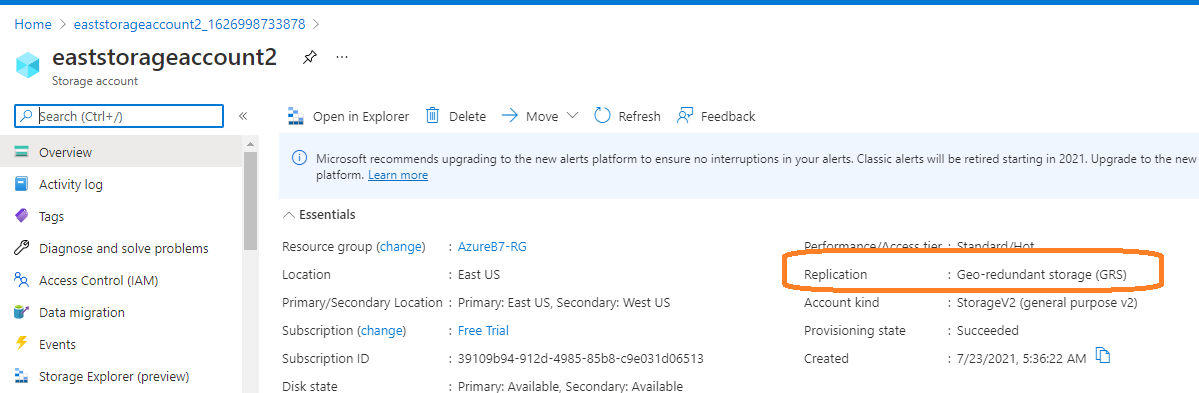 Home > eaststorageaccount2_1626998733878 >
eaststorageaccount2 ...
Storage account
Search (Ctrl+/) «
Overview
Activity log
Tags
Diagnose and solve problems
Access Control (IAM)
Data migration
Events
Storage Explorer (preview)
Open in Explorer Delete Move Refresh Feedback
Microsoft recommends upgrading to the new alerts platform to ensure no interruptions in your alerts. Classic alerts will be retired starting in 2021. Upgrade to the new
platform. Learn more
Essentials
Resource group (change) : AzureB7-RG
Location : East US
Primary/Secondary Location : Primary: East US, Secondary: West US
Subscription (change) : Free Trial
Subscription ID : 39109b94-912d-4985-85b8-c9e031d06513
Disk state : Primary: Available, Secondary: Available
Performance/Access tier : Standard/Hot
Replication : Geo-redundant storage (GRS)
Account kind : StorageV2 (general purpose v2)
Provisioning state : Succeeded
Created : 7/23/2021, 5:36:22 AM